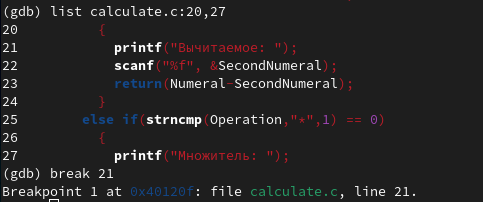 (gdb) list calculate.c:20,27
20          {
21            printf("Вычитаемое: ");
22            scanf("%f", &SecondNumeral);
23            return(Numeral-SecondNumeral);
24          }
25        else if(strncmp(Operation,"*",1) == 0)
26          {
27            printf("Множитель: ");
(gdb) break 21
Breakpoint 1 at 0x40120f: file calculate.c, line 21.